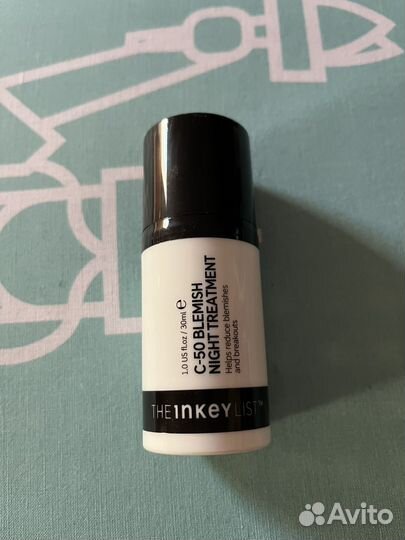 1.0 US fl.oz / 30ml e
C-50 BLEMISH
NIGHT TREATMENT
Helps reduce blemishes
and breakouts
THE INKEY LIST™
Avito